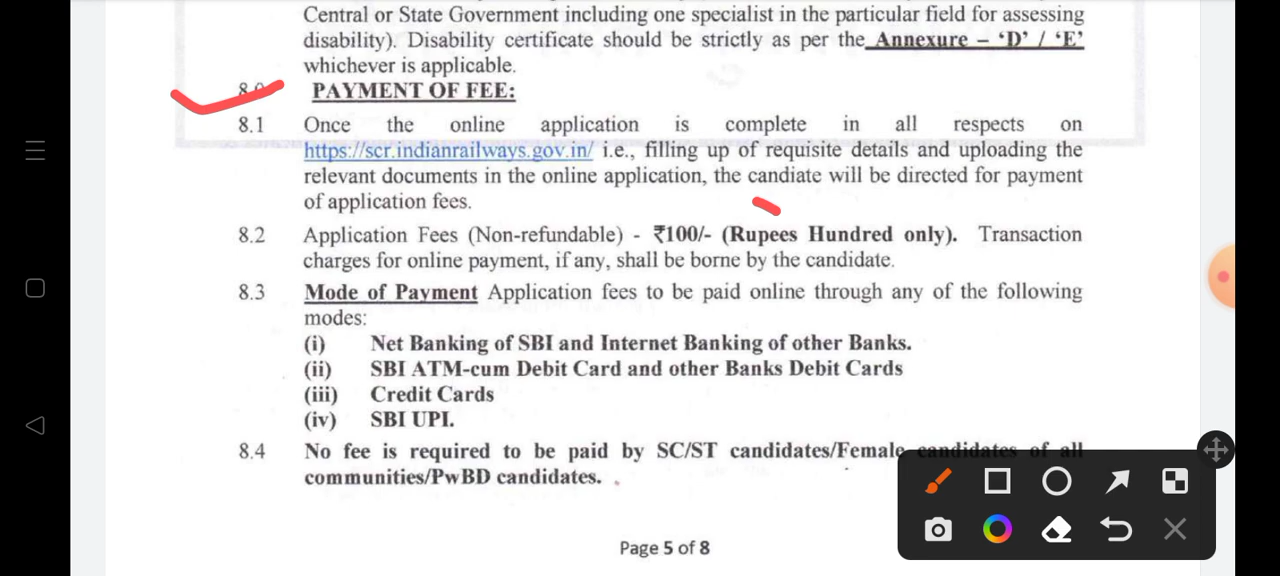 Central or State Government including one specialist in the particular field for assessing
disability). Disability certificate should be strictly as per the Annexure – ‘D’ / ‘E’
whichever is applicable.
PAYMENT OF FEE:
8.1 Once the online application is complete in all respects on
https://scr.indianrailways.gov.in/ i.e., filling up of requisite details and uploading the
relevant documents in the online application, the candiate will be directed for payment
of application fees.
8.2 Application Fees (Non-refundable) - ₹100/- (Rupees Hundred only). Transaction
charges for online payment, if any, shall be borne by the candidate.
8.3 Mode of Payment Application fees to be paid online through any of the following
modes:
(i) Net Banking of SBI and Internet Banking of other Banks.
(ii) SBI ATM-cum Debit Card and other Banks Debit Cards
(iii) Credit Cards
(iv) SBI UPI.
8.4 No fee is required to be paid by SC/ST candidates/Female candidates of all
communities/PwBD candidates.
Page 5 of 8